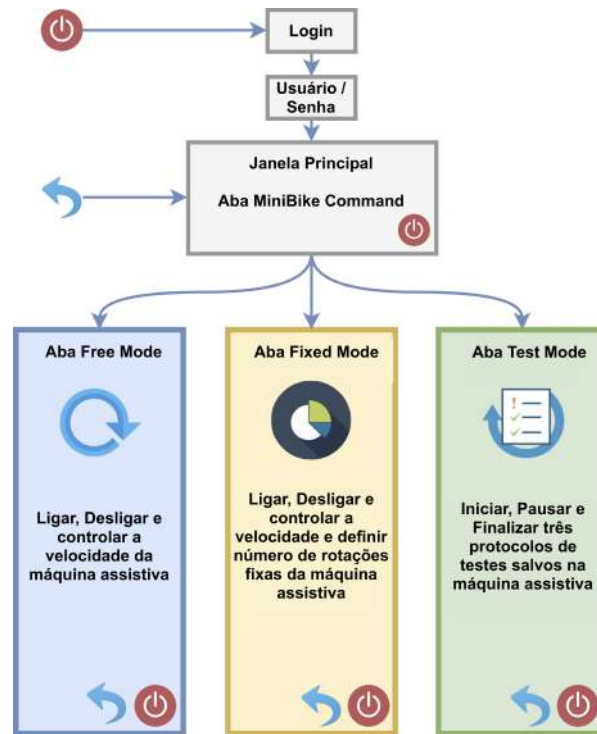 Login
Usuário /
Senha
Janela Principal
Aba MiniBike Command
Aba Free Mode
Ligar, Desligar e
controlar a
velocidade da
máquina assistiva
Aba Fixed Mode
Ligar, Desligar e
controlar a
velocidade e definir
número de rotações
fixas da máquina
assistiva
Aba Test Mode
Iniciar, Pausar e
Finalizar três
protocolos de
testes salvos na
máquina assistiva